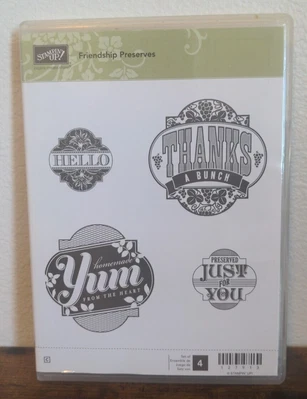 STAMPIN' UP!
Friendship Preserves
HELLO
THANKS
A BUNCH
homemade
Yum
FROM THE HEART
PRESERVED
JUST
FOR
YOU
4